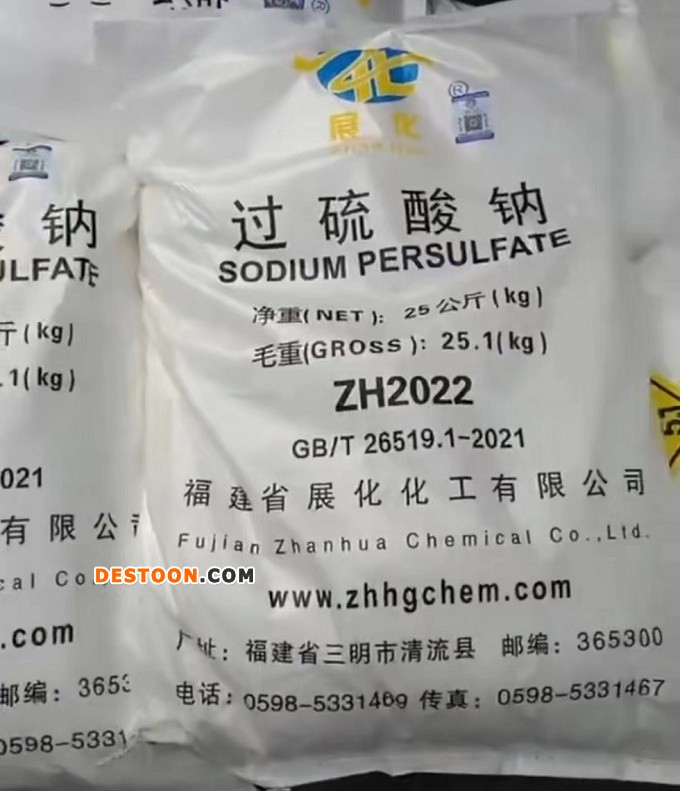 展化
®
过硫酸钠
SODIUM PERSULFATE
净重(NET): 25公斤(kg)
毛重(GROSS): 25.1(kg)
ZH2022
GB/T 26519.1-2021
福建省展化化工有限公司
Fujian Zhanhua Chemical Co.,Ltd.
www.zhhgchem.com
厂址: 福建省三明市清流县 邮编: 365300
电话: 0598-5331469 传真: 0598-5331467
5.1
钠
ULFATE
斤(kg)
.1(kg)
021
有限公
cal Co
.com
邮编: 3653
0598-5331
DESTOON.COM